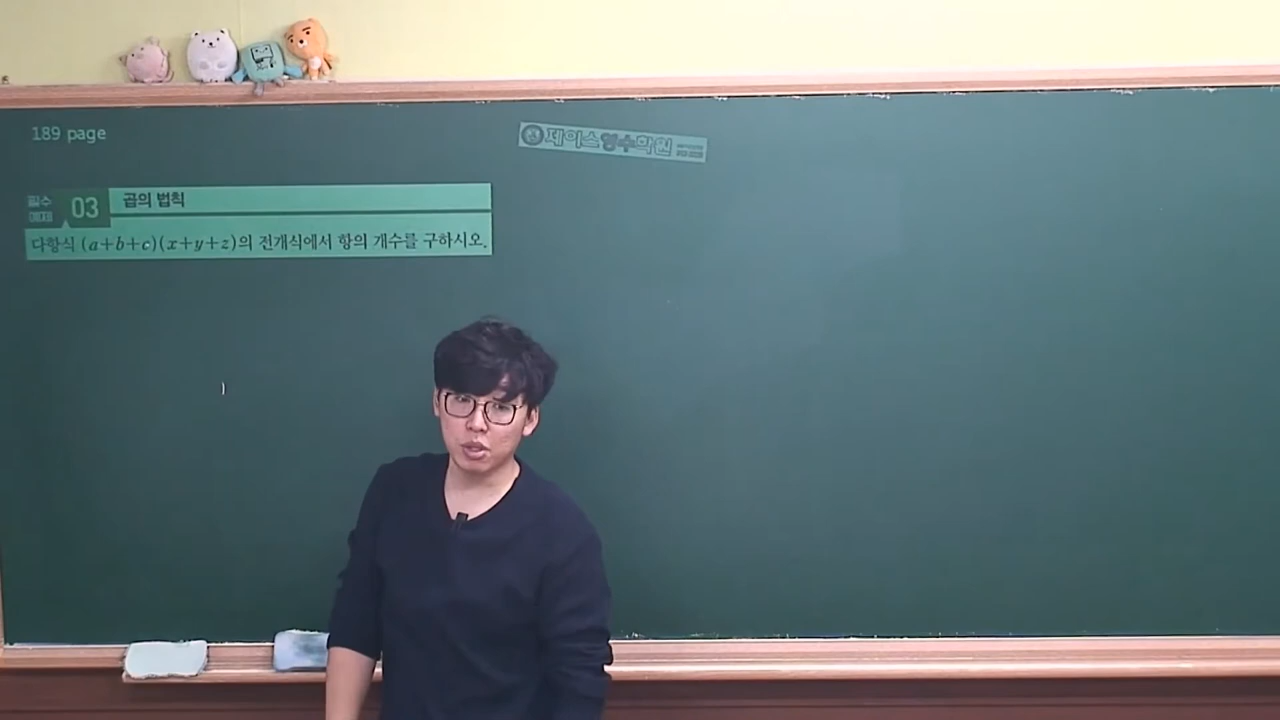 189 page
제이스영수학원
필수 예제 03 곱의 법칙
다항식 (a+b+c)(x+y+z)의 전개식에서 항의 개수를 구하시오.